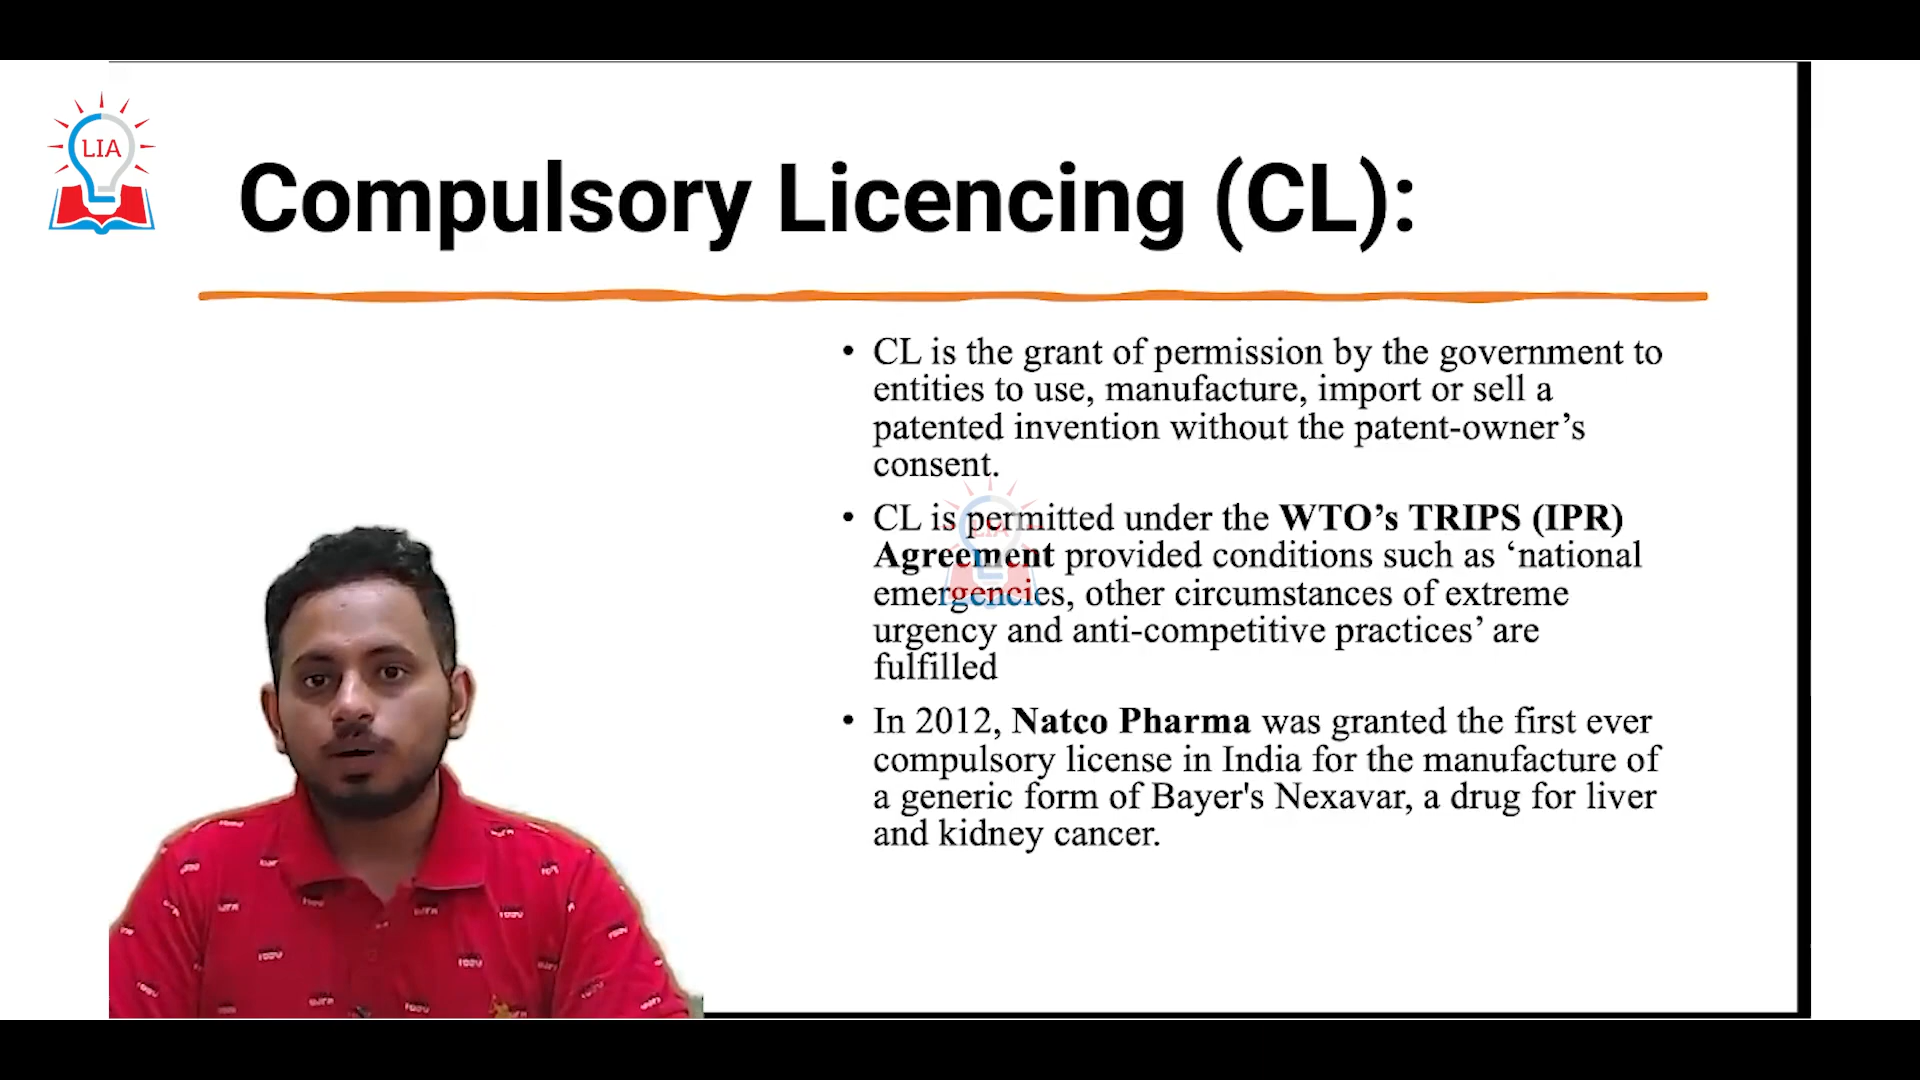 LIA
Compulsory Licencing (CL):
• CL is the grant of permission by the government to
entities to use, manufacture, import or sell a
patented invention without the patent-owner’s
consent.
• CL is permitted under the WTO’s TRIPS (IPR)
Agreement provided conditions such as ‘national
emergencies, other circumstances of extreme
urgency and anti-competitive practices’ are
fulfilled
• In 2012, Natco Pharma was granted the first ever
compulsory license in India for the manufacture of
a generic form of Bayer's Nexavar, a drug for liver
and kidney cancer.
LIA